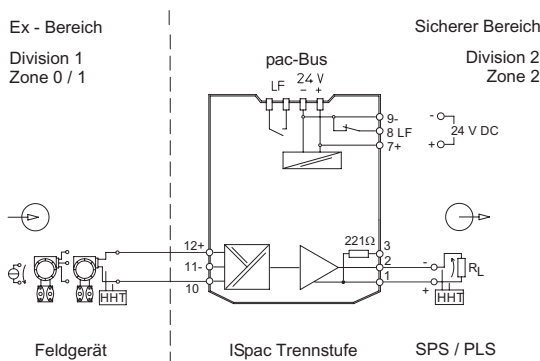 Ex - Bereich
Sicherer Bereich
Division 1
Zone 0 / 1
Division 2
Zone 2
pac-Bus
LF
24 V
- +
9-
8 LF
7+
-
+
24 V DC
12+
11-
10
221Ω
3
2
1
-
+
RL
HHT
HHT
Feldgerät
ISpac Trennstufe
SPS / PLS